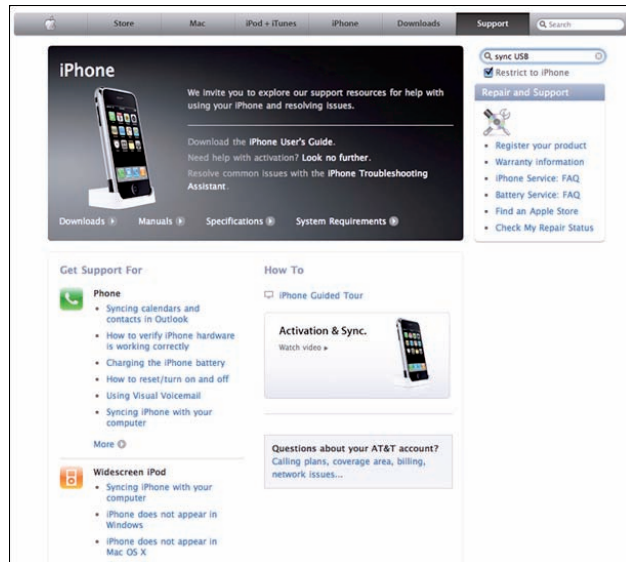 Store
Mac
iPod + iTunes
iPhone
Downloads
Support
Search
iPhone
We invite you to explore our support resources for help with
using your iPhone and resolving issues.
Download the iPhone User's Guide.
Need help with activation? Look no further.
Resolve common issues with the iPhone Troubleshooting
Assistant.
Downloads
Manuals
Specifications
System Requirements
sync USB
Restrict to iPhone
Repair and Support
• Register your product
• Warranty information
• iPhone Service: FAQ
• Battery Service: FAQ
• Find an Apple Store
• Check My Repair Status
Get Support For
Phone
• Syncing calendars and
contacts in Outlook
• How to verify iPhone hardware
is working correctly
• Charging the iPhone battery
• How to reset/turn on and off
• Using Visual Voicemail
• Syncing iPhone with your
computer
More
Widescreen iPod
• Syncing iPhone with your
computer
• iPhone does not appear in
Windows
• iPhone does not appear in
Mac OS X
How To
iPhone Guided Tour
Activation & Sync.
Watch video
Questions about your AT&T account?
Calling plans, coverage area, billing,
network issues...